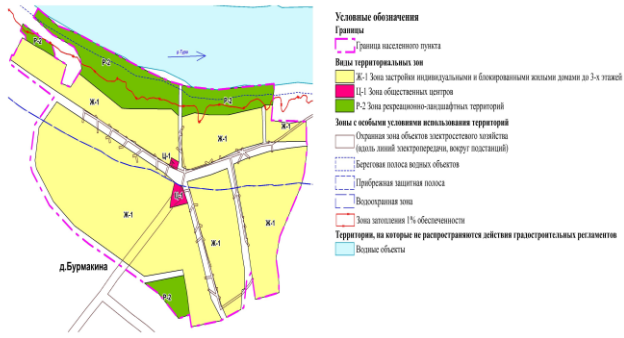 р. Тура
Р-2
Р-2
Р-2
Ж-1
Ж-1
Ж-1
Ц-1
Ж-1
Ж-1
Ж-1
д.Бурмакина
Р-2
Условные обозначения
Границы
Граница населенного пункта
Виды территориальных зон
Ж-1 Зона застройки индивидуальными и блокированными жилыми домами до 3-х этажей
Ц-1 Зона общественных центров
Р-2 Зона рекреационно-ландшафтных территорий
Зоны с особыми условиями использования территорий
Охранная зона объектов электросетевого хозяйства
(вдоль линий электропередачи, вокруг подстанций)
Береговая полоса водных объектов
Прибрежная защитная полоса
Водоохранная зона
Зона затопления 1% обеспеченности
Территории, на которые не распространяются действия градостроительных регламентов
Водные объекты